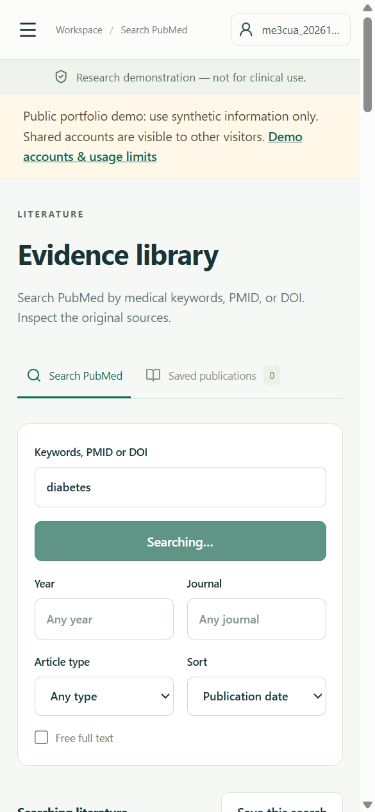 Workspace / Search PubMed
me3cua_20261...
Research demonstration — not for clinical use.
Public portfolio demo: use synthetic information only.
Shared accounts are visible to other visitors. Demo
accounts & usage limits
LITERATURE
Evidence library
Search PubMed by medical keywords, PMID, or DOI.
Inspect the original sources.
Search PubMed
Saved publications 0
Keywords, PMID or DOI
diabetes
Searching...
Year
Journal
Any year
Any journal
Article type
Sort
Any type
Publication date
Free full text
Searching literature
Save this search